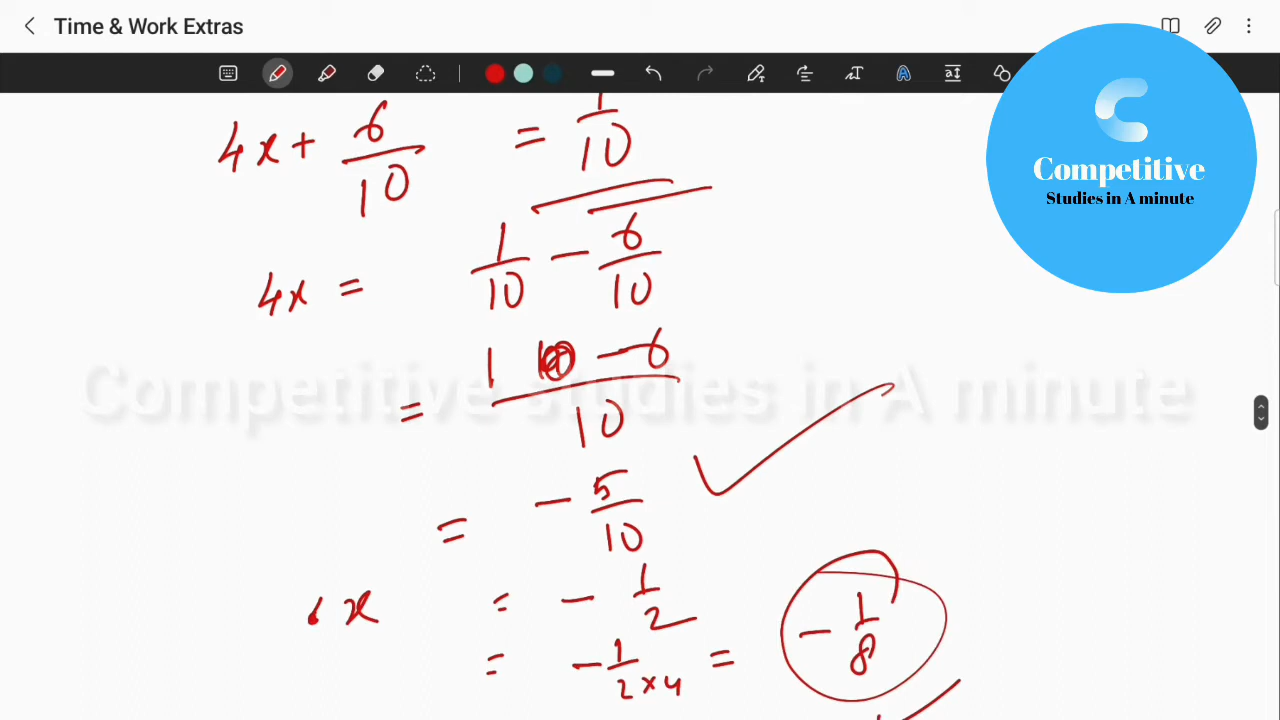 Time & Work Extras
Competitive
Studies in A minute
4x + 6/10 = 1/10
4x = 1/10 - 6/10
= 1 - 6/10
Competitive studies in A minute
= - 5/10
x = - 1/2
= - 1/2×4 = - 1/8